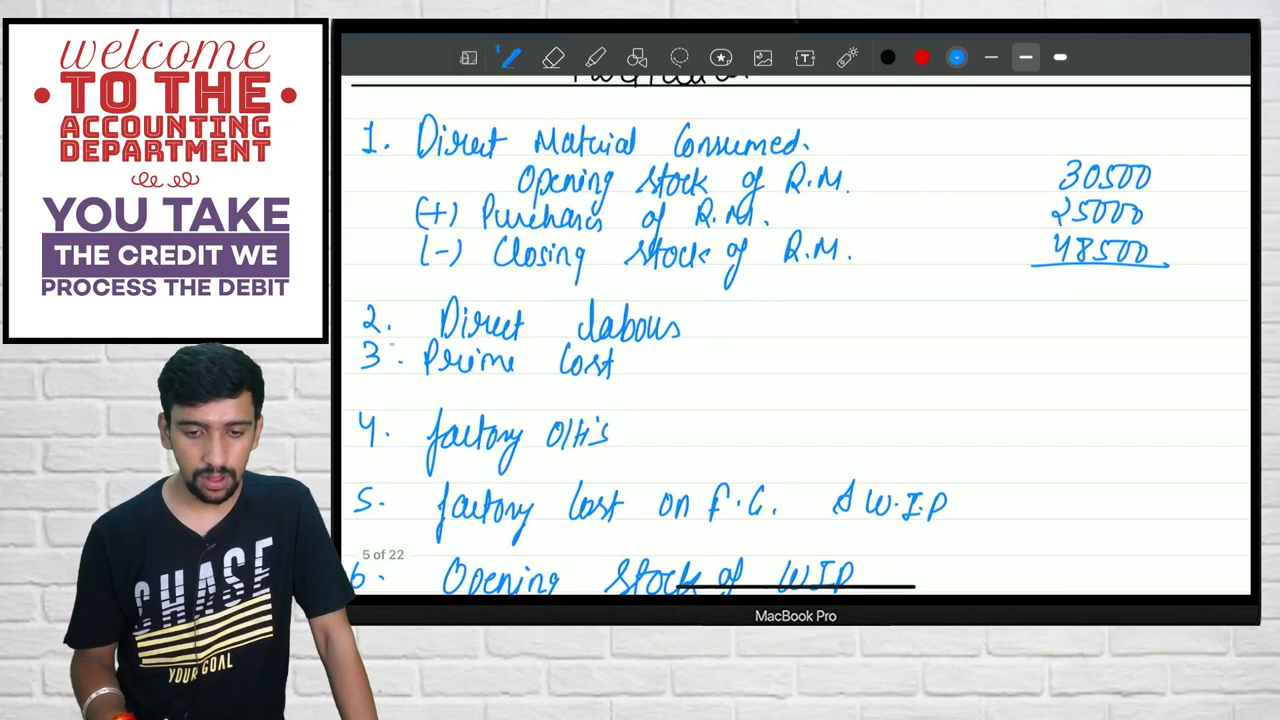 welcome
TO THE
ACCOUNTING
DEPARTMENT
YOU TAKE
THE CREDIT WE
PROCESS THE DEBIT
1. Direct Material Consumed.
Opening stock of R.M. 30500
(+) Purchases of R.M. 25000
(-) Closing stock of R.M. 48500
2. Direct labour
3. Prime Cost
4. factory O/H's
5. factory Cost on F.G. & W.I.P
5 of 22
6. Opening stock of WIP
MacBook Pro
CHASE
YOUR GOAL